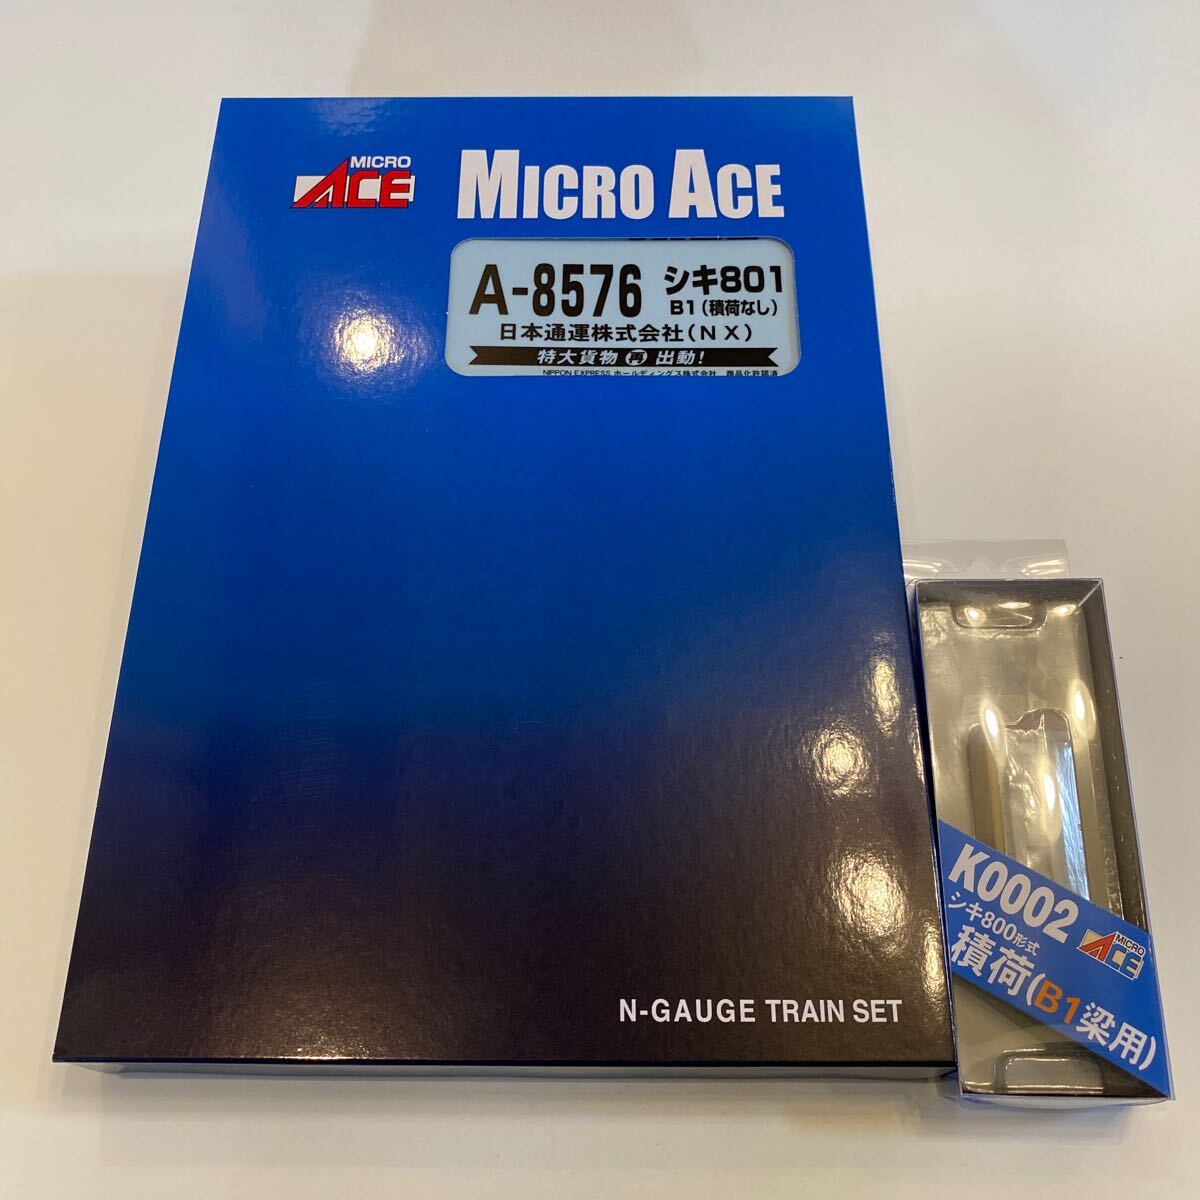 MICRO
ACE
MICRO ACE
A-8576 シキ801
B1(積荷なし)
日本通運株式会社(NX)
特大貨物 再 出動!
NIPPON EXPRESS ホールディングス株式会社 商品化許諾済
N-GAUGE TRAIN SET
K0002
シキ800形式
積荷(B1梁用)
MICRO
ACE